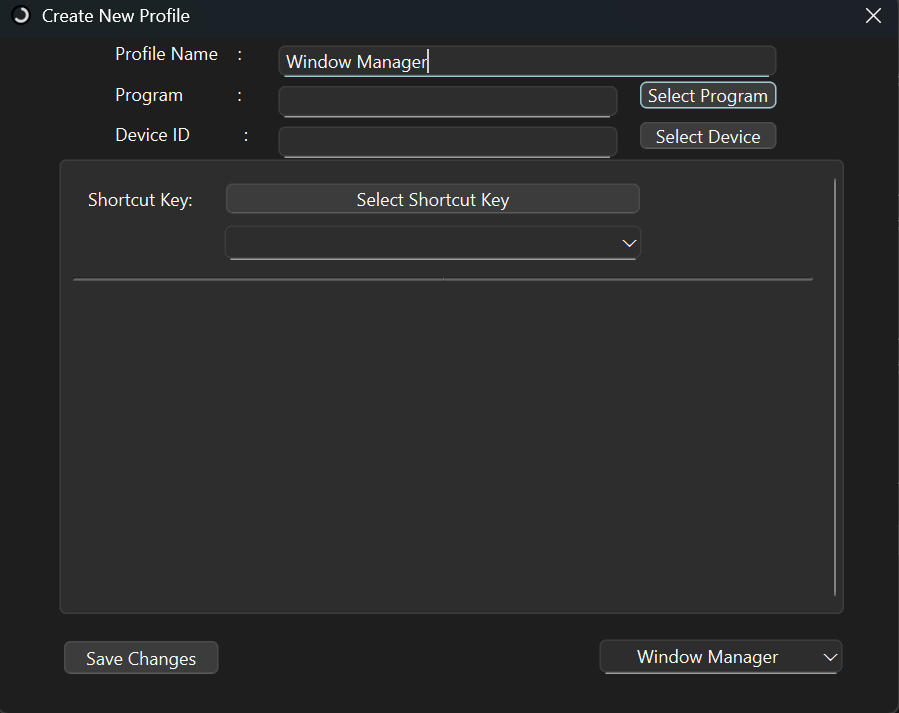 Create New Profile
Profile Name : Window Manager
Program : Select Program
Device ID : Select Device
Shortcut Key: Select Shortcut Key
Save Changes Window Manager